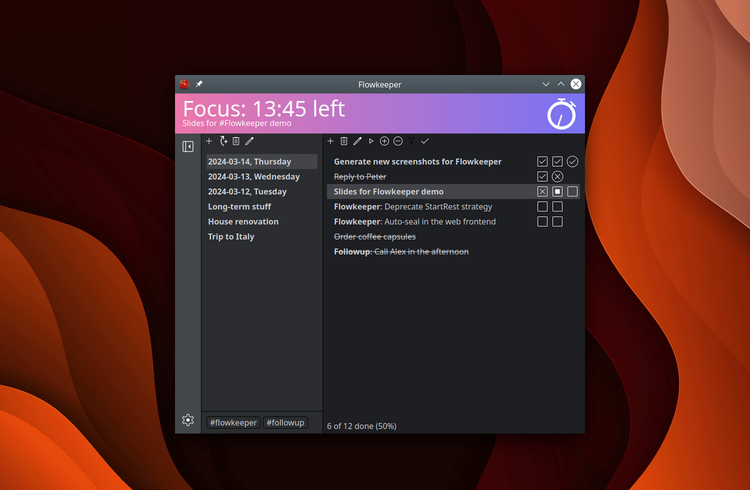 Flowkeeper
Focus: 13:45 left
Slides for #Flowkeeper demo
2024-03-14, Thursday
2024-03-13, Wednesday
2024-03-12, Tuesday
Long-term stuff
House renovation
Trip to Italy
#flowkeeper #followup
Generate new screenshots for Flowkeeper
Reply to Peter
Slides for Flowkeeper demo
Flowkeeper: Deprecate StartRest strategy
Flowkeeper: Auto-seal in the web frontend
Order coffee capsules
Followup: Call Alex in the afternoon
6 of 12 done (50%)